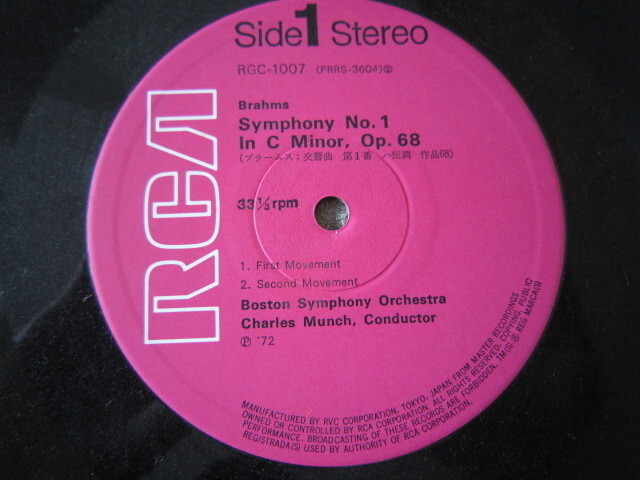 Side 1 Stereo
RGC-1007 (PRRS-3604)②
RCA
Brahms
Symphony No. 1
In C Minor, Op. 68
(ブラームス:交響曲 第1番 ハ短調 作品68)
33⅓rpm
1. First Movement
2. Second Movement
Boston Symphony Orchestra
Charles Munch, Conductor
Ⓟ '72
MANUFACTURED BY RVC CORPORATION, TOKYO, JAPAN FROM MASTER RECORDINGS
OWNED OR CONTROLLED BY RCA CORPORATION. ALL RIGHTS RESERVED. COPYING, PUBLIC
PERFORMANCE, BROADCASTING OF THESE RECORDS ARE FORBIDDEN. TM(S) ® REG MARCA(S)
REGISTRADA(S) USED BY AUTHORITY OF RCA CORPORATION.